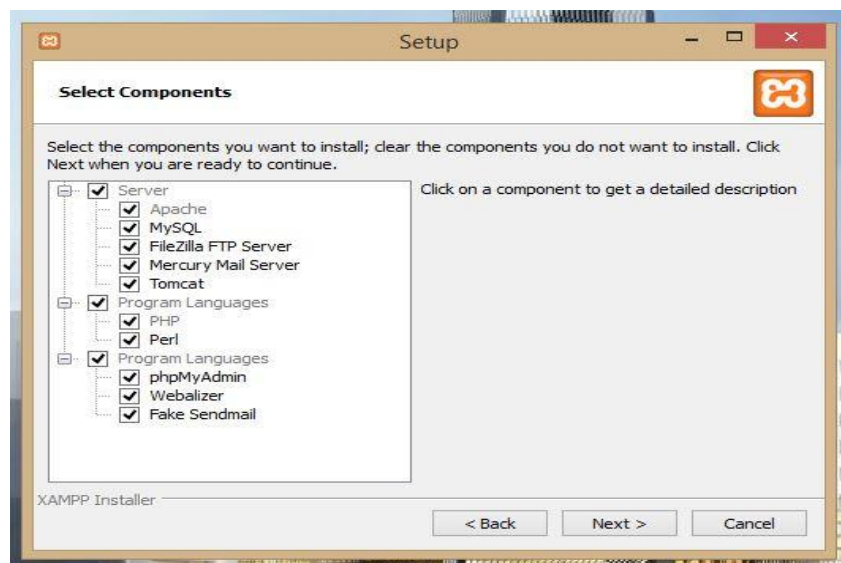 Setup
Select Components
Select the components you want to install; clear the components you do not want to install. Click
Next when you are ready to continue.
Server
Apache
MySQL
FileZilla FTP Server
Mercury Mail Server
Tomcat
Program Languages
PHP
Perl
Program Languages
phpMyAdmin
Webalizer
Fake Sendmail
Click on a component to get a detailed description
XAMPP Installer
< Back
Next >
Cancel